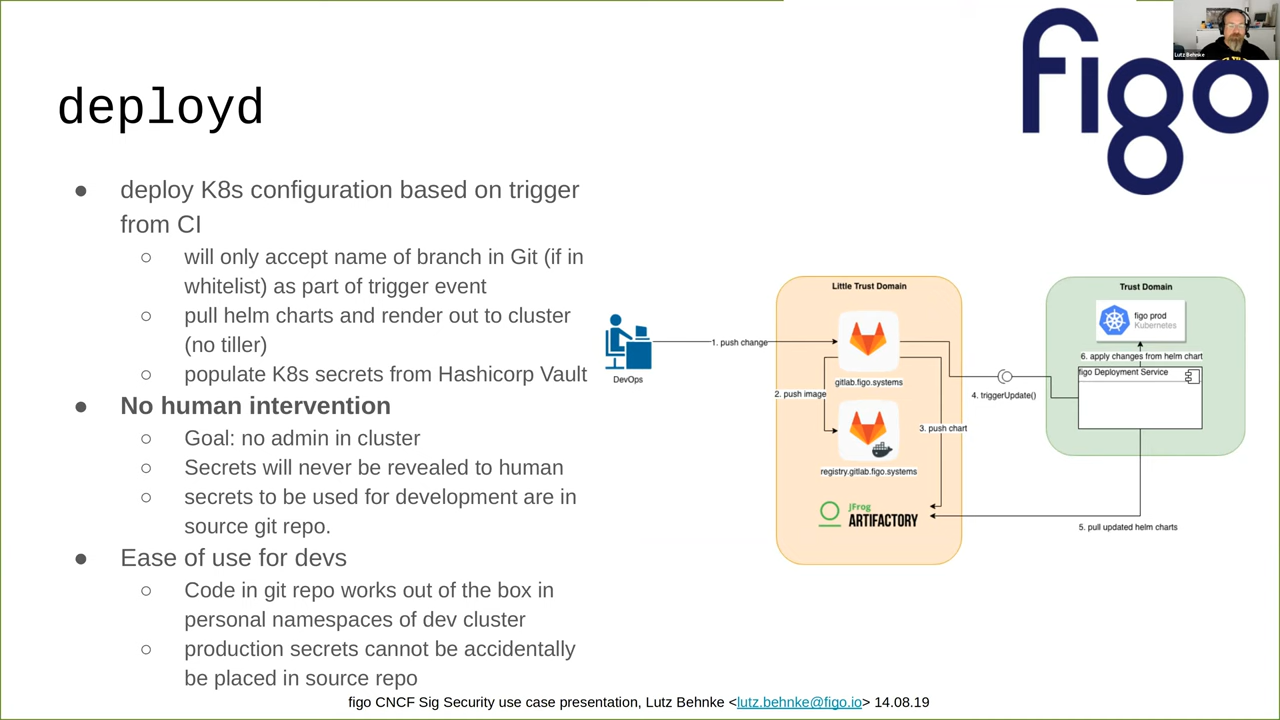 figo
Lutz Behnke
deployd
● deploy K8s configuration based on trigger
from CI
○ will only accept name of branch in Git (if in
whitelist) as part of trigger event
○ pull helm charts and render out to cluster
(no tiller)
○ populate K8s secrets from Hashicorp Vault
● No human intervention
○ Goal: no admin in cluster
○ Secrets will never be revealed to human
○ secrets to be used for development are in
source git repo.
● Ease of use for devs
○ Code in git repo works out of the box in
personal namespaces of dev cluster
○ production secrets cannot be accidentally
be placed in source repo
DevOps
1. push change
Little Trust Domain
gitlab.figo.systems
2. push image
3. push chart
registry.gitlab.figo.systems
JFrog
ARTIFACTORY
4. triggerUpdate()
Trust Domain
figo prod
Kubernetes
6. apply changes from helm chart
figo Deployment Service
5. pull updated helm charts
figo CNCF Sig Security use case presentation, Lutz Behnke <lutz.behnke@figo.io> 14.08.19